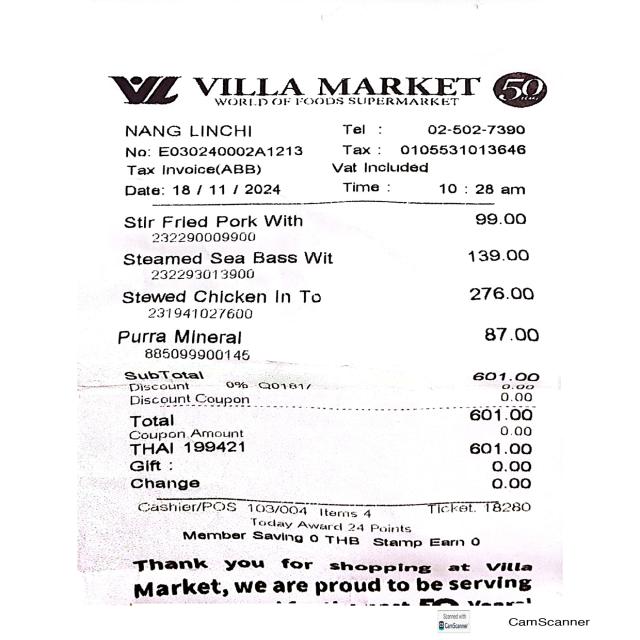 VILLA MARKET 50
WORLD OF FOODS SUPERMARKET
NANG LINCHI Tel : 02-502-7390
No: E030240002A1213 Tax : 0105531013646
Tax Invoice(ABB) Vat Included
Date: 18 / 11 / 2024 Time : 10 : 28 am
Stir Fried Pork With 99.00
232290009900
Steamed Sea Bass Wit 139.00
232293013900
Stewed Chicken In To 276.00
231941027600
Purra Mineral 87.00
885099900145
SubTotal 601.00
Discount 0% Q0181/ 0.00
Discount Coupon 0.00
Total 601.00
Coupon Amount 0.00
THAI 199421 601.00
Gift : 0.00
Change 0.00
Cashier/POS 103/004 Items 4 Ticket. 18280
Today Award 24 Points
Member Saving 0 THB Stamp Earn 0
Thank you for shopping at Villa
Market, we are proud to be serving
50 Years!
Scanned with
CamScanner
CamScanner